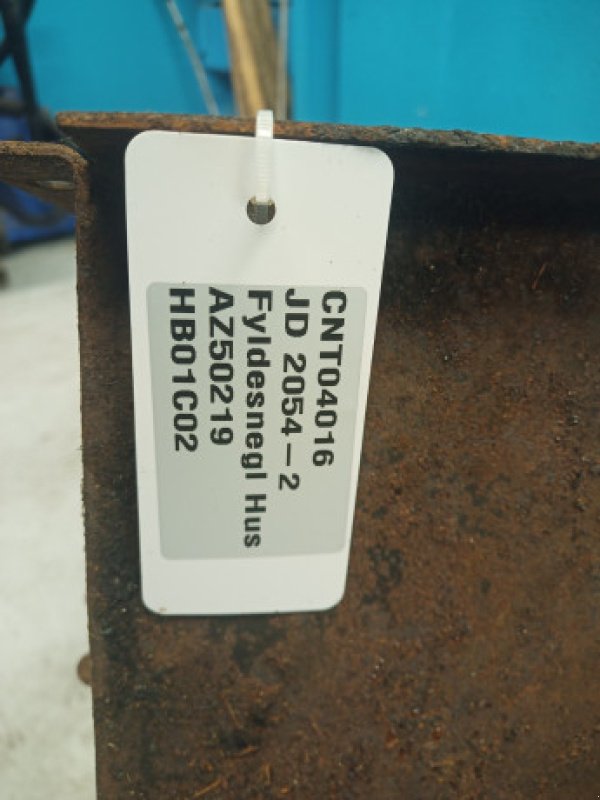 CNT04016
JD 2054-2
Fyldesnegl Hus
AZ50219
HB01C02